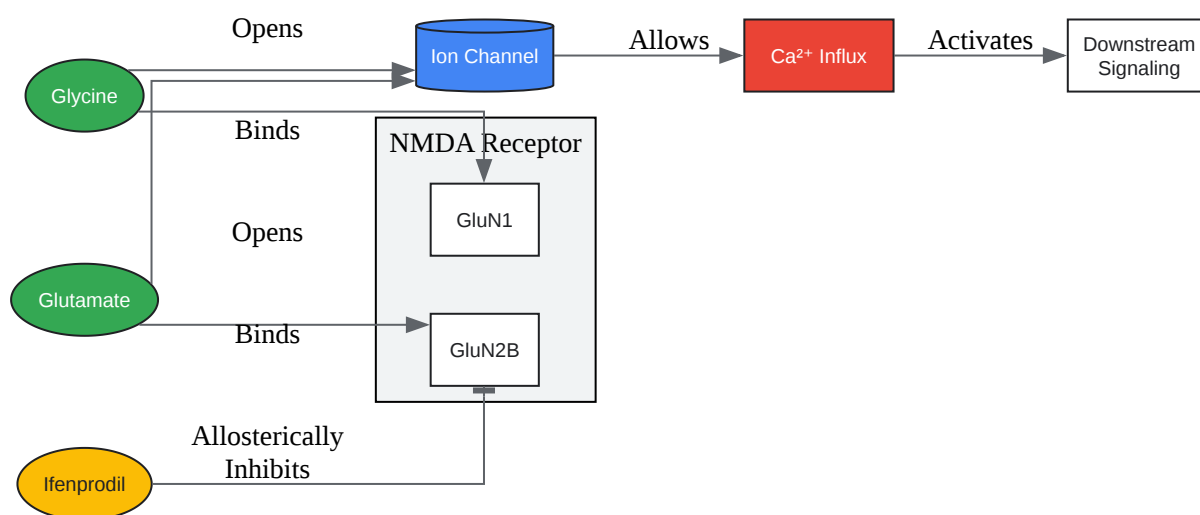 Opens
Ion Channel
Allows
Ca²⁺ Influx
Activates
Downstream
Signaling
Glycine
Binds
NMDA Receptor
GluN1
Opens
Glutamate
Binds
GluN2B
Allosterically
Inhibits
Ifenprodil